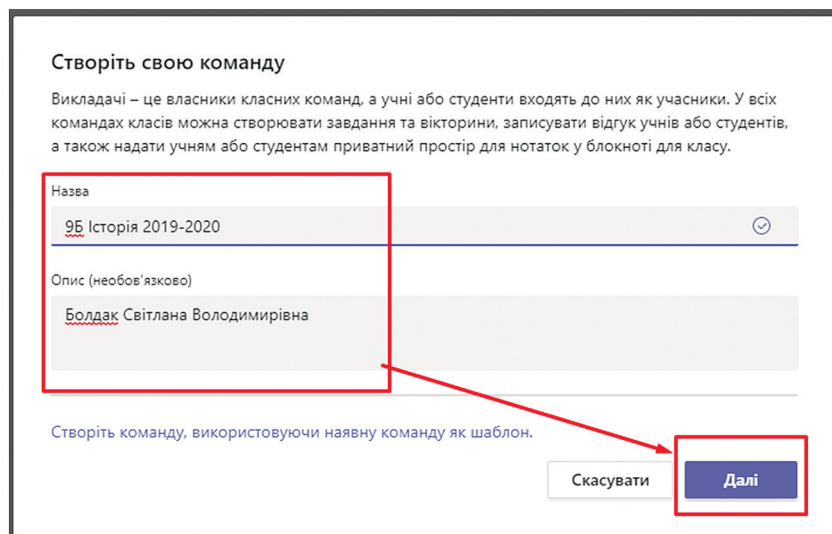 Створіть свою команду
Викладачі – це власники класних команд, а учні або студенти входять до них як учасники. У всіх
командах класів можна створювати завдання та вікторини, записувати відгук учнів або студентів,
а також надати учням або студентам приватний простір для нотаток у блокноті для класу.
Назва
9Б Історія 2019-2020
Опис (необов'язково)
Болдак Світлана Володимирівна
Створіть команду, використовуючи наявну команду як шаблон.
Скасувати
Далі